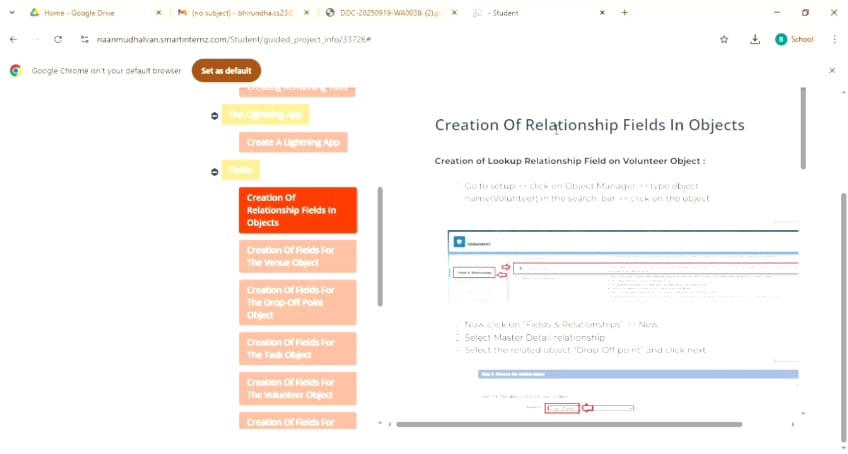 Home - Google Drive
(no subject) - bhirundha.cs23@
DOC-20250919-WA0036. (2).p
- Student
naanmudhalvan.smartinternz.com/Student/guided_project_info/33726#
School
Google Chrome isn't your default browser
Set as default
The Lightning App
Create A Lightning App
Fields
Creation Of
Relationship Fields In
Objects
Creation Of Fields For
The Venue Object
Creation Of Fields For
The Drop-Off Point
Object
Creation Of Fields For
The Task Object
Creation Of Fields For
The Volunteer Object
Creation Of Fields For
Creation Of Relationship Fields In Objects
Creation of Lookup Relationship Field on Volunteer Object :
Go to setup >> click on Object Manager >> type object
name(Volunteer) in the search bar >> click on the object
Volunteer
Fields & Relationships
Now click on "Fields & Relationships" >> New
Select Master Detail relationship
Select the related object "Drop-Off point" and click next